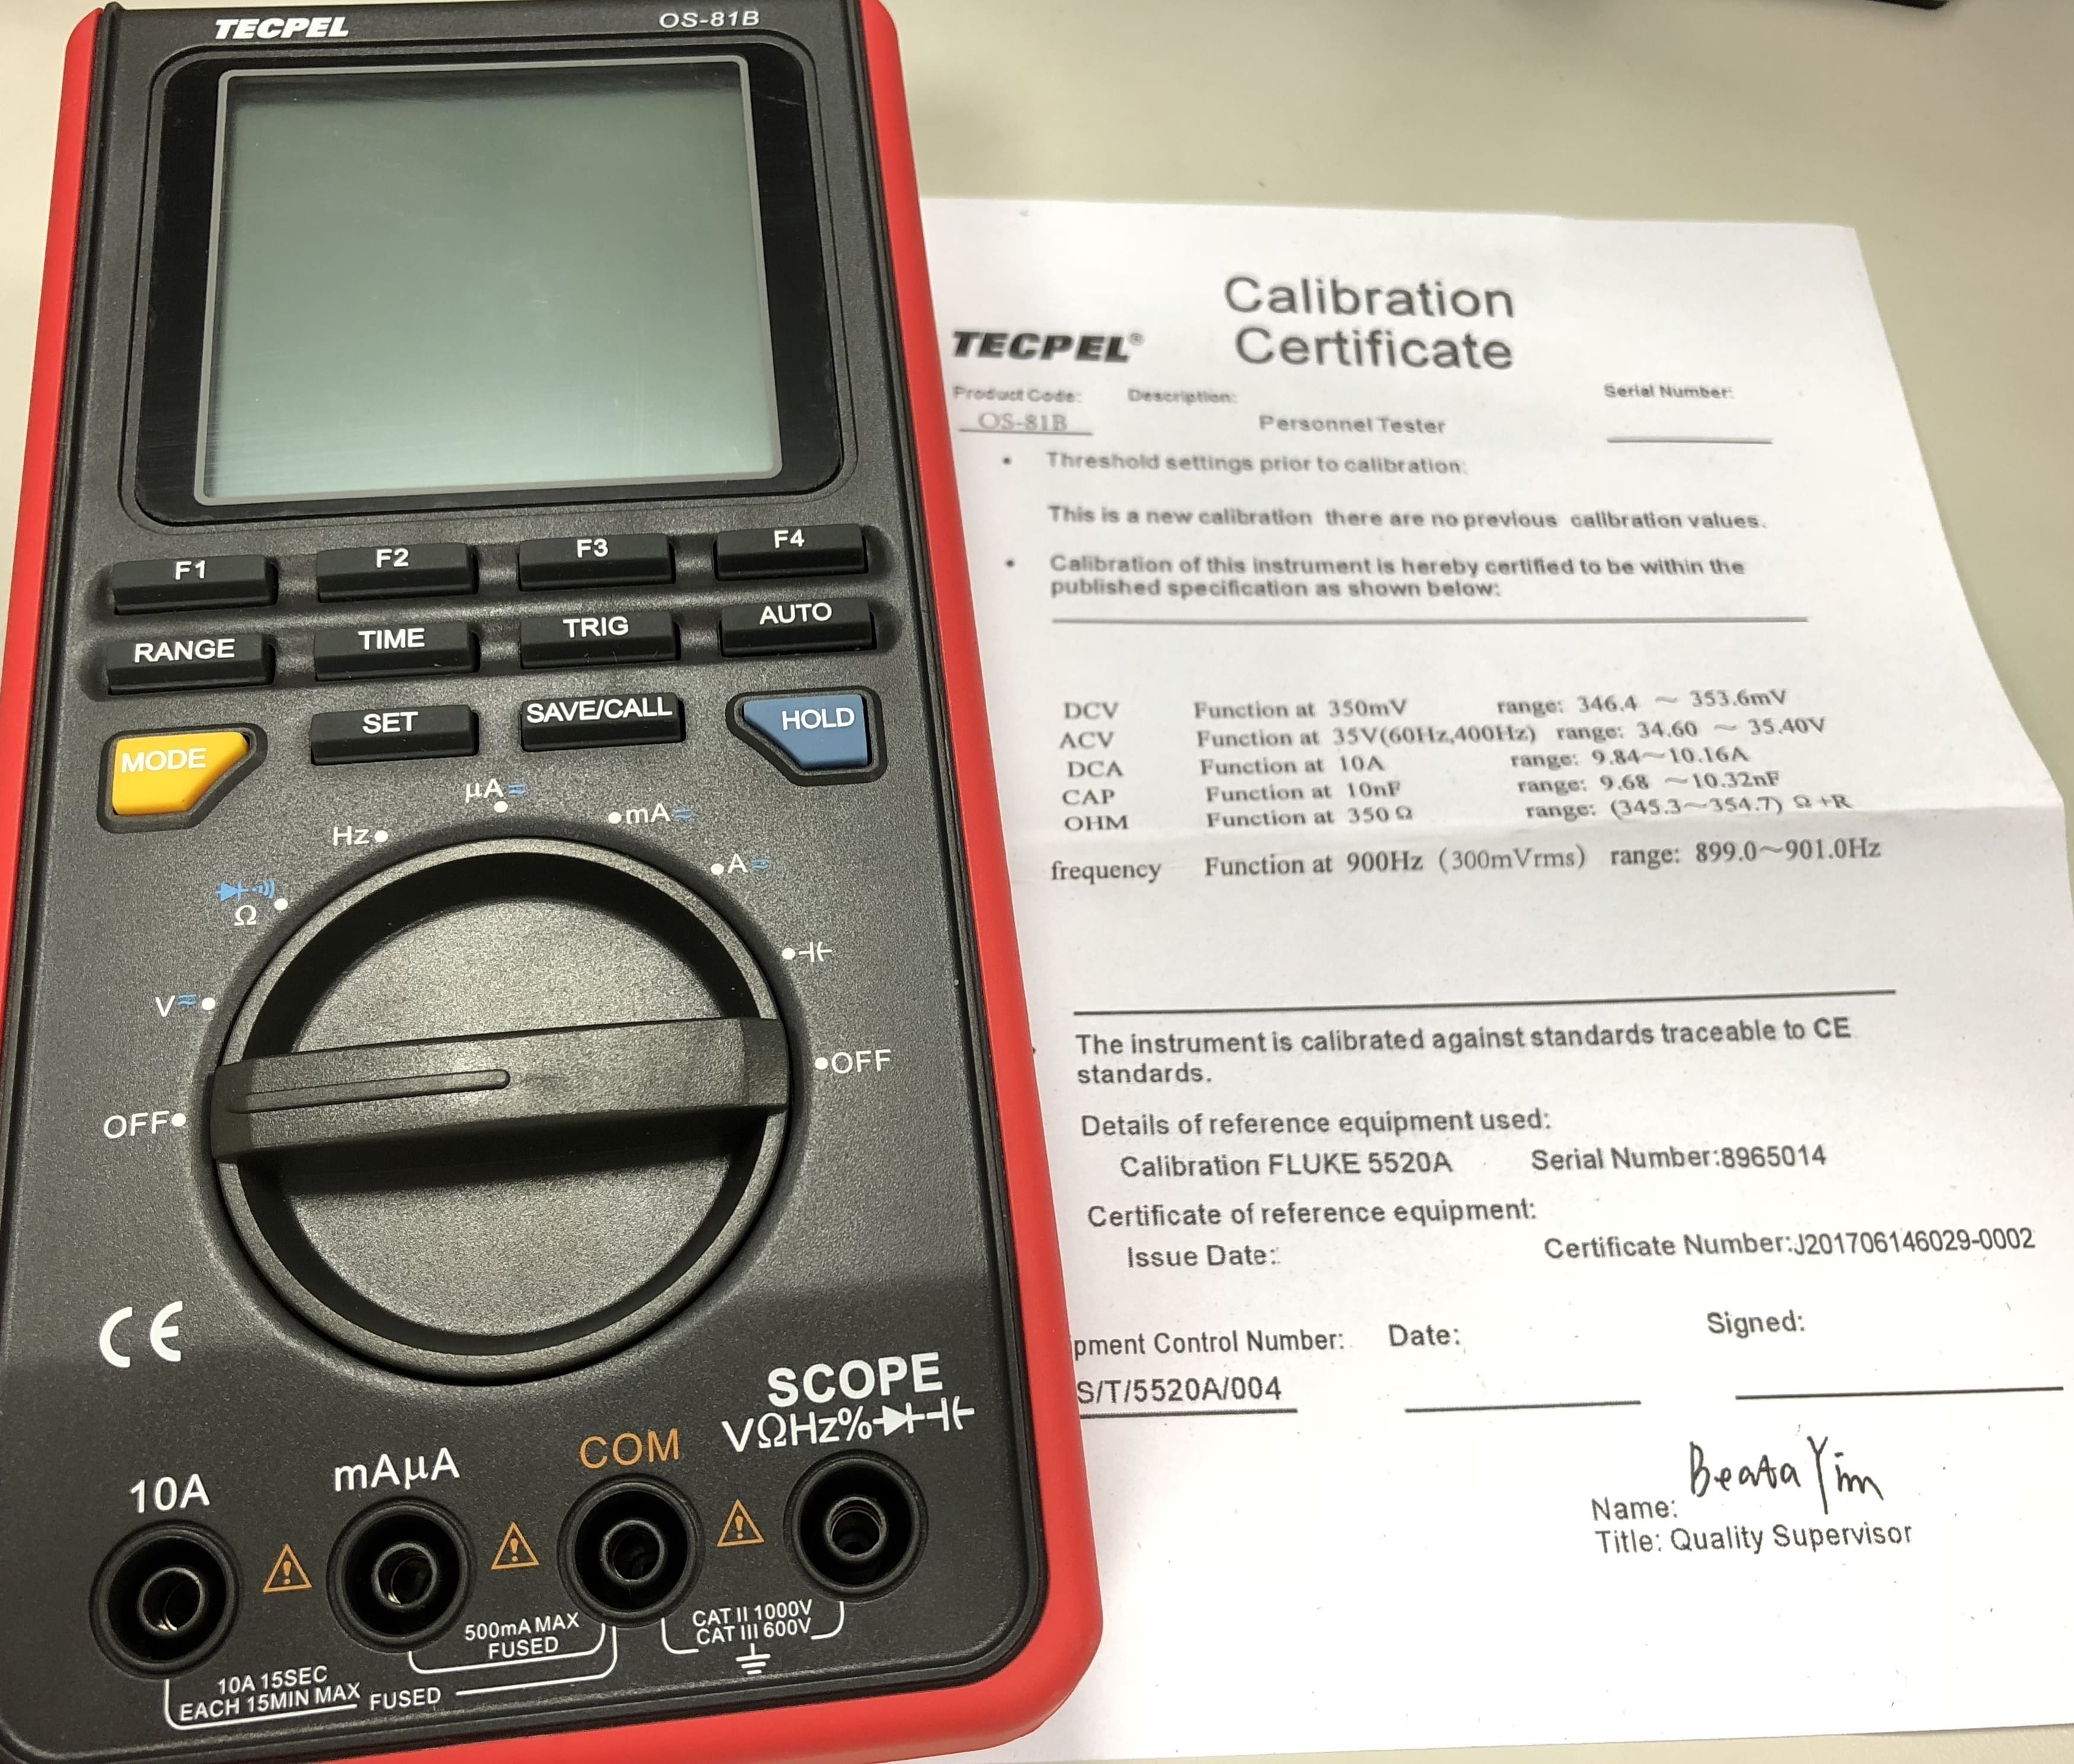 TECPEL OS-81B
F1 F2 F3 F4
RANGE TIME TRIG AUTO
MODE SET SAVE/CALL HOLD
μA
Hz mA
A
Ω
V
OFF
OFF
SCOPE
VΩHz%
10A mAμA COM
500mA MAX
FUSED
CAT II 1000V
CAT III 600V
10A 15SEC
EACH 15MIN MAX FUSED
CE
Calibration
TECPEL® Certificate
Product Code: Description: Serial Number:
OS-81B Personnel Tester
• Threshold settings prior to calibration:
This is a new calibration there are no previous calibration values.
• Calibration of this instrument is hereby certified to be within the
published specification as shown below:
DCV Function at 350mV range: 346.4 ~ 353.6mV
ACV Function at 35V(60Hz,400Hz) range: 34.60 ~ 35.40V
DCA Function at 10A range: 9.84~10.16A
CAP Function at 10nF range: 9.68 ~10.32nF
OHM Function at 350 Ω range: (345.3~354.7) Ω +R
frequency Function at 900Hz (300mVrms) range: 899.0~901.0Hz
The instrument is calibrated against standards traceable to CE
standards.
Details of reference equipment used:
Calibration FLUKE 5520A Serial Number:8965014
Certificate of reference equipment:
Issue Date: Certificate Number:J201706146029-0002
pment Control Number: Date: Signed:
S/T/5520A/004
Beata Yim
Name:
Title: Quality Supervisor